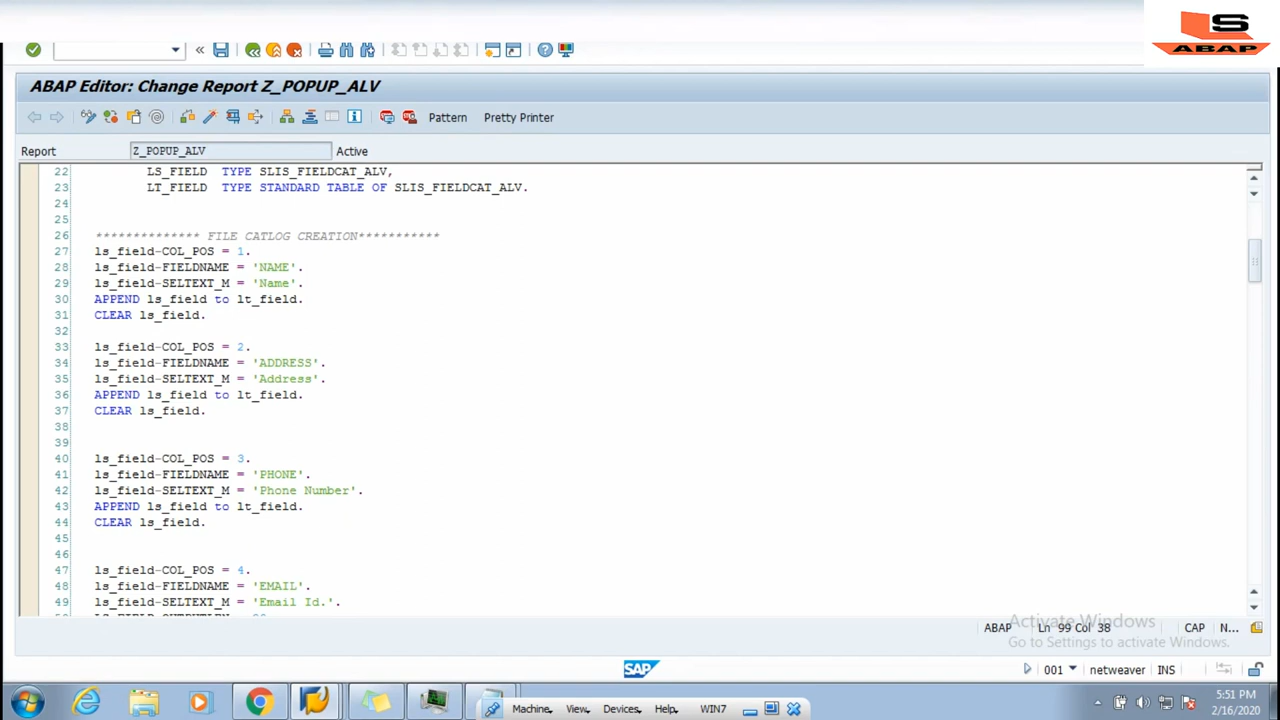 LS
ABAP
ABAP Editor: Change Report Z_POPUP_ALV
Pattern Pretty Printer
Report Z_POPUP_ALV Active
22 LS_FIELD TYPE SLIS_FIELDCAT_ALV,
23 LT_FIELD TYPE STANDARD TABLE OF SLIS_FIELDCAT_ALV.
24
25
26 ************** FILE CATLOG CREATION***********
27 ls_field-COL_POS = 1.
28 ls_field-FIELDNAME = 'NAME'.
29 ls_field-SELTEXT_M = 'Name'.
30 APPEND ls_field to lt_field.
31 CLEAR ls_field.
32
33 ls_field-COL_POS = 2.
34 ls_field-FIELDNAME = 'ADDRESS'.
35 ls_field-SELTEXT_M = 'Address'.
36 APPEND ls_field to lt_field.
37 CLEAR ls_field.
38
39
40 ls_field-COL_POS = 3.
41 ls_field-FIELDNAME = 'PHONE'.
42 ls_field-SELTEXT_M = 'Phone Number'.
43 APPEND ls_field to lt_field.
44 CLEAR ls_field.
45
46
47 ls_field-COL_POS = 4.
48 ls_field-FIELDNAME = 'EMAIL'.
49 ls_field-SELTEXT_M = 'Email Id.'.
Activate Windows
Go to Settings to activate Windows.
ABAP Ln 99 Col 38 CAP N...
SAP
001 netweaver INS
Machine View Devices Help WIN7
5:51 PM
2/16/2020